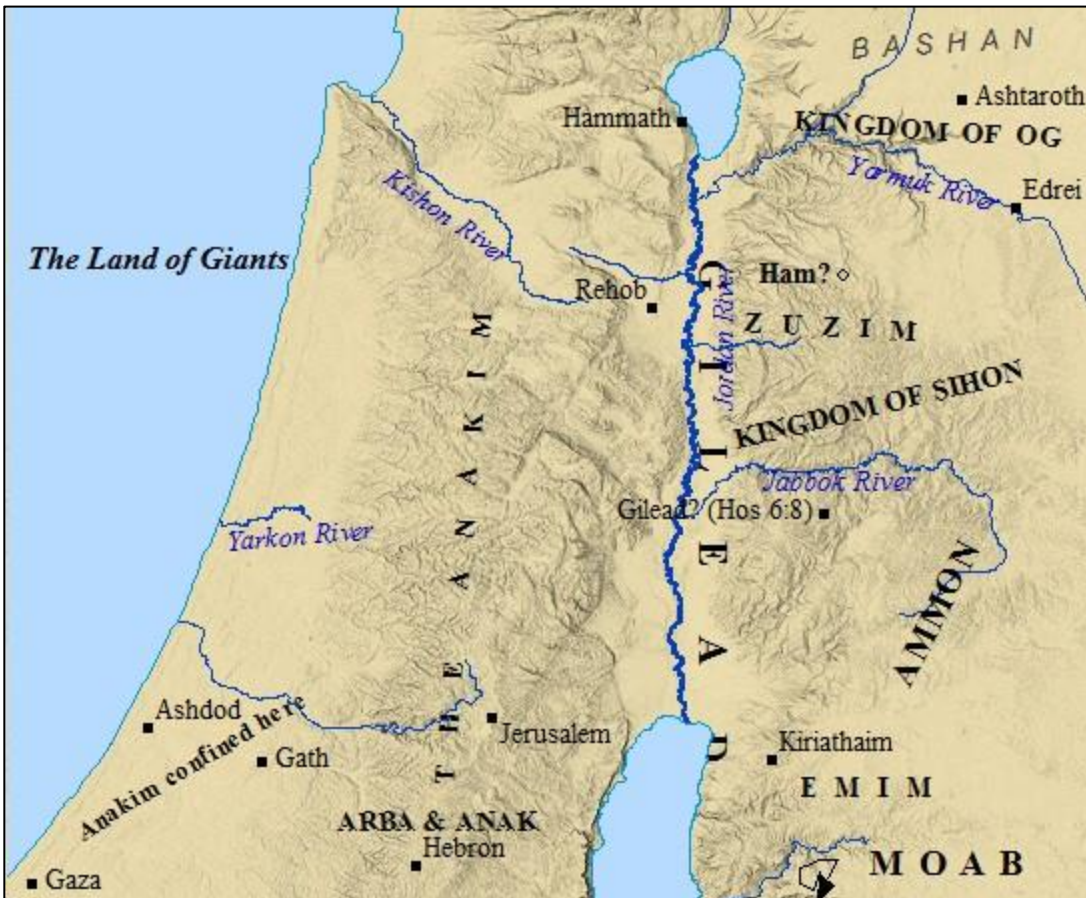 BASHAN
Ashtaroth
Hammath
KINGDOM OF OG
Yarmuk River
Edrei
Kishon River
The Land of Giants
Ham?
Rehob
ZUZIM
Jordan River
GILEAD
KINGDOM OF SIHON
THE ANAKIM
Jabbok River
Gilead? (Hos 6:8)
Yarkon River
AMMON
Ashdod
Jerusalem
Anakim confined here
Gath
Kiriathaim
EMIM
ARBA & ANAK
Hebron
MOAB
Gaza